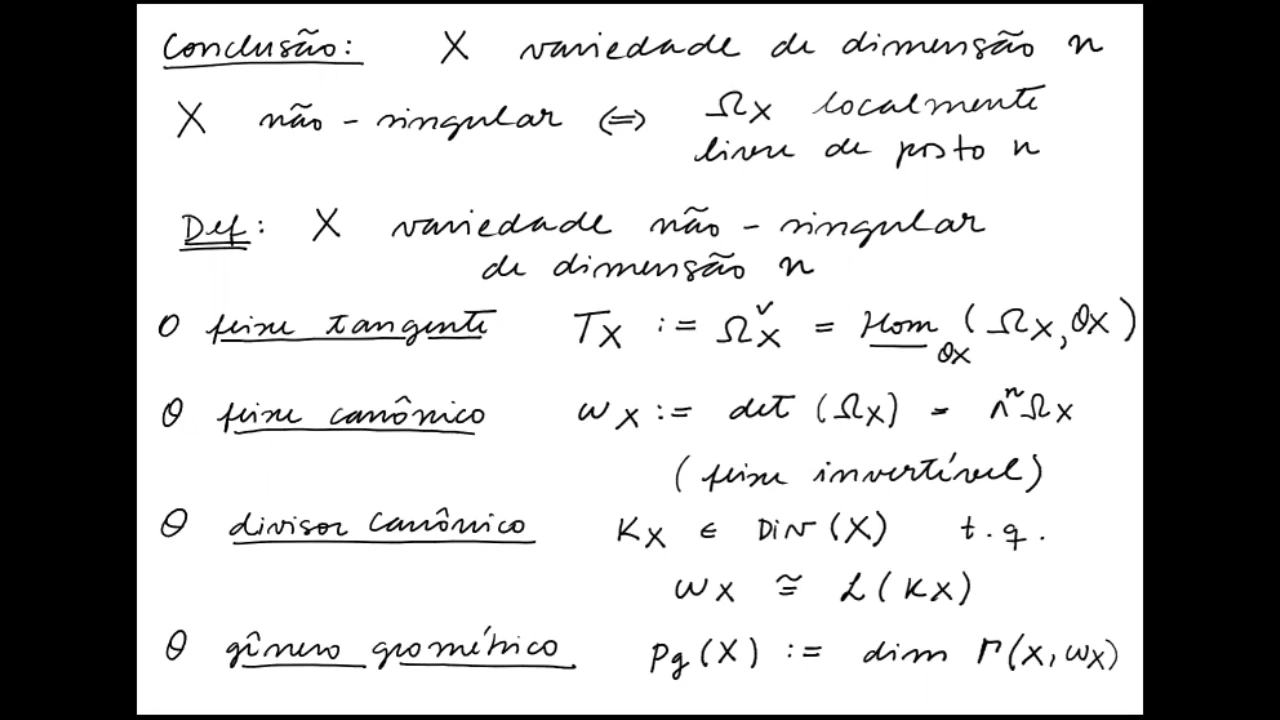 Conclusão: X variedade de dimensão n
X não-singular (=) Ω_X localmente
livre de posto n
Def: X variedade não-singular
de dimensão n
O feixe tangente T_X := Ω_X^∨ = Hom_{O_X} (Ω_X, O_X)
O feixe canônico ω_X := det (Ω_X) = Λ^n Ω_X
(feixe invertível)
O divisor canônico K_X ∈ Div(X) t.q.
ω_X ≅ L(K_X)
O gênero geométrico Pg(X) := dim Γ(X, ω_X)